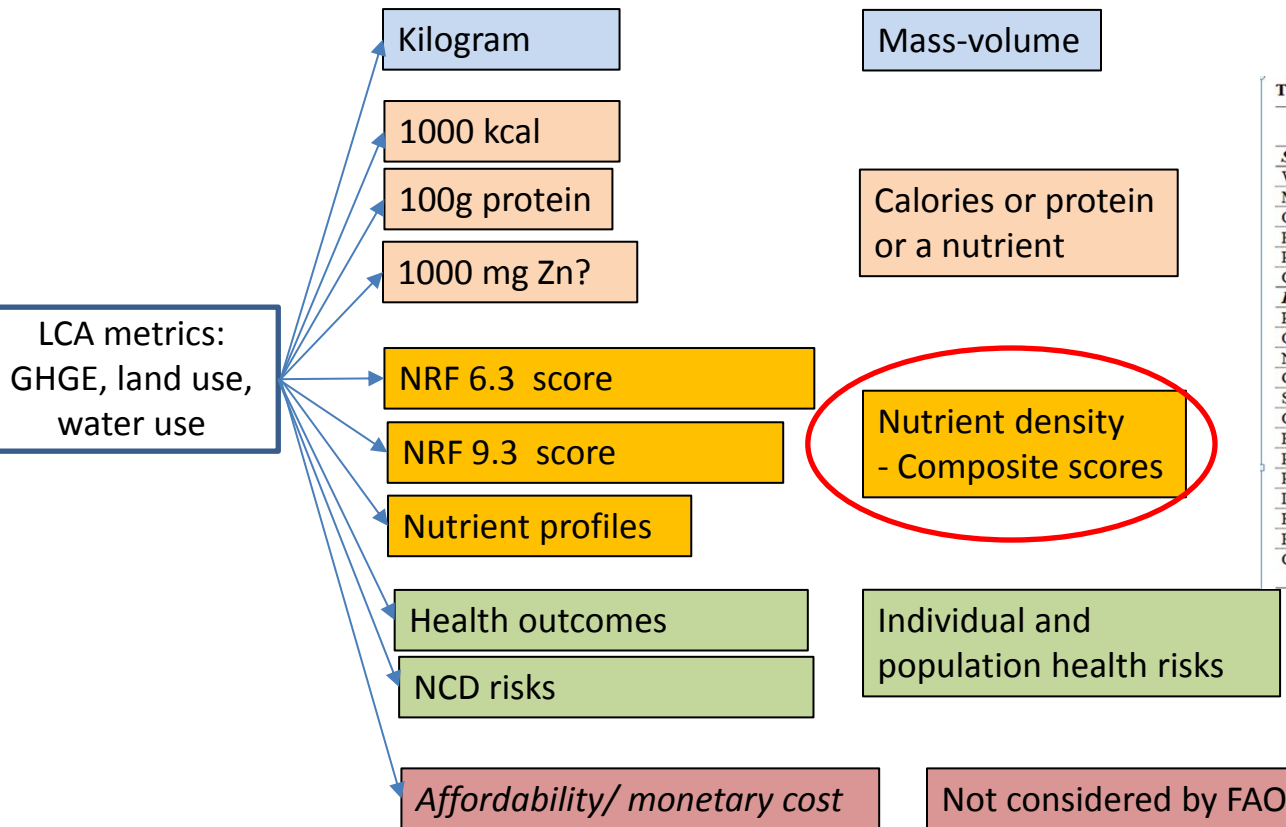 Kilogram
Mass-volume
1000 kcal
100g protein
1000 mg Zn?
Calories or protein
or a nutrient
LCA metrics:
GHGE, land use,
water use
NRF 6.3 score
NRF 9.3 score
Nutrient profiles
Nutrient density
- Composite scores
Health outcomes
NCD risks
Individual and
population health risks
Affordability/ monetary cost
Not considered by FAO